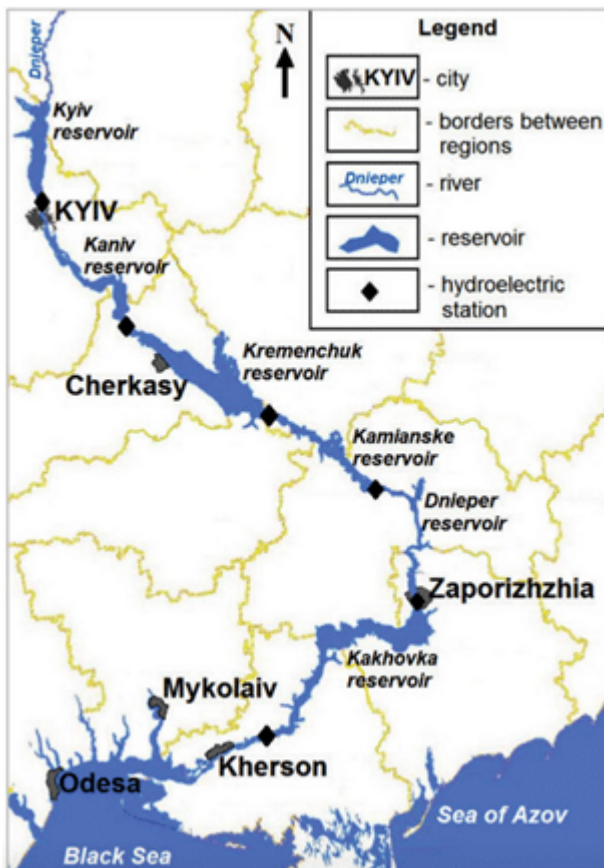 Dnieper
N
Kyiv
reservoir
KYIV
Kaniv
reservoir
Cherkasy
Kremenchuk
reservoir
Kamianske
reservoir
Dnieper
reservoir
Zaporizhzhia
Kakhovka
reservoir
Mykolaiv
Kherson
Odesa
Sea of Azov
Black Sea
Legend
KYIV - city
- borders between
regions
Dnieper - river
- reservoir
- hydroelectric
station